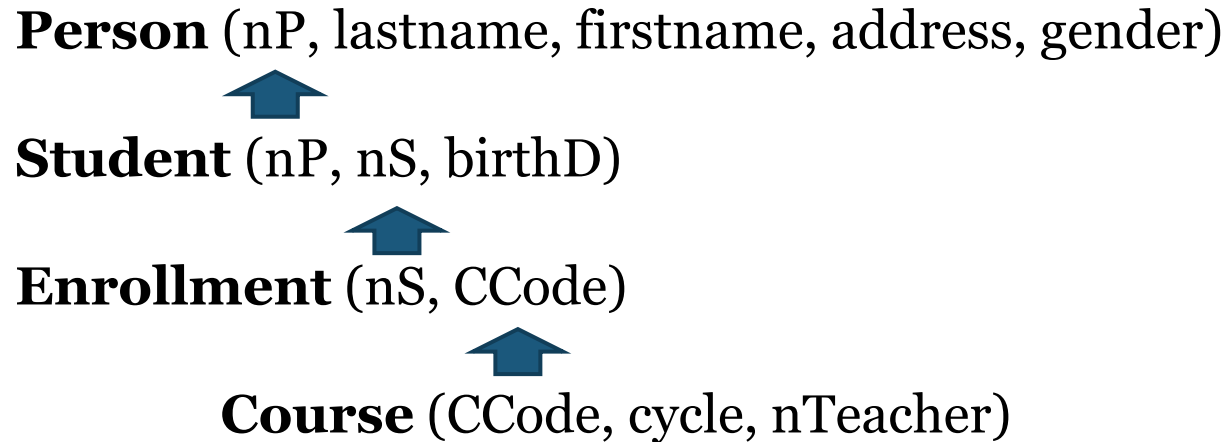 Person (nP, lastname, firstname, address, gender)
Student (nP, nS, birthD)
Enrollment (nS, CCode)
Course (CCode, cycle, nTeacher)